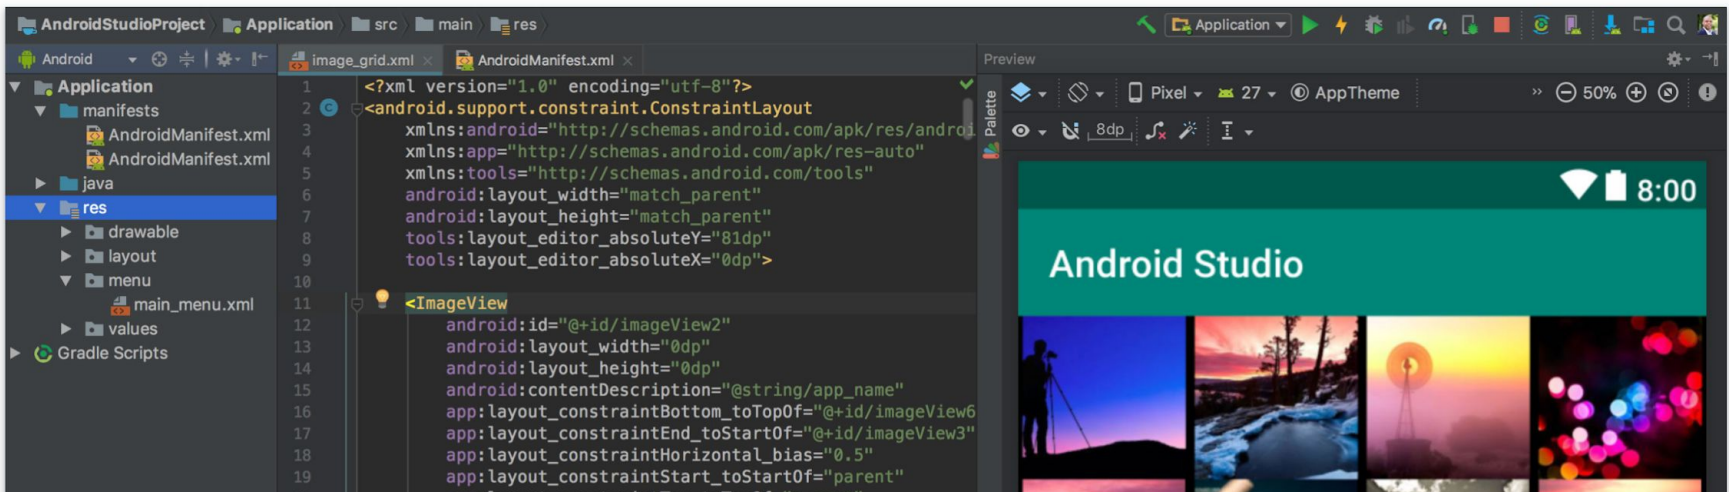 AndroidStudioProject Application src main res Application
Android image_grid.xml AndroidManifest.xml Preview
Application
manifests
AndroidManifest.xml
AndroidManifest.xml
java
res
drawable
layout
menu
main_menu.xml
values
Gradle Scripts
1 <?xml version="1.0" encoding="utf-8"?>
2 C <android.support.constraint.ConstraintLayout
3 xmlns:android="http://schemas.android.com/apk/res/androi
4 xmlns:app="http://schemas.android.com/apk/res-auto"
5 xmlns:tools="http://schemas.android.com/tools"
6 android:layout_width="match_parent"
7 android:layout_height="match_parent"
8 tools:layout_editor_absoluteY="81dp"
9 tools:layout_editor_absoluteX="0dp">
10
11 <ImageView
12 android:id="@+id/imageView2"
13 android:layout_width="0dp"
14 android:layout_height="0dp"
15 android:contentDescription="@string/app_name"
16 app:layout_constraintBottom_toTopOf="@+id/imageView6
17 app:layout_constraintEnd_toStartOf="@+id/imageView3"
18 app:layout_constraintHorizontal_bias="0.5"
19 app:layout_constraintStart_toStartOf="parent"
Palette
Pixel 27 AppTheme » 50%
8dp
8:00
Android Studio